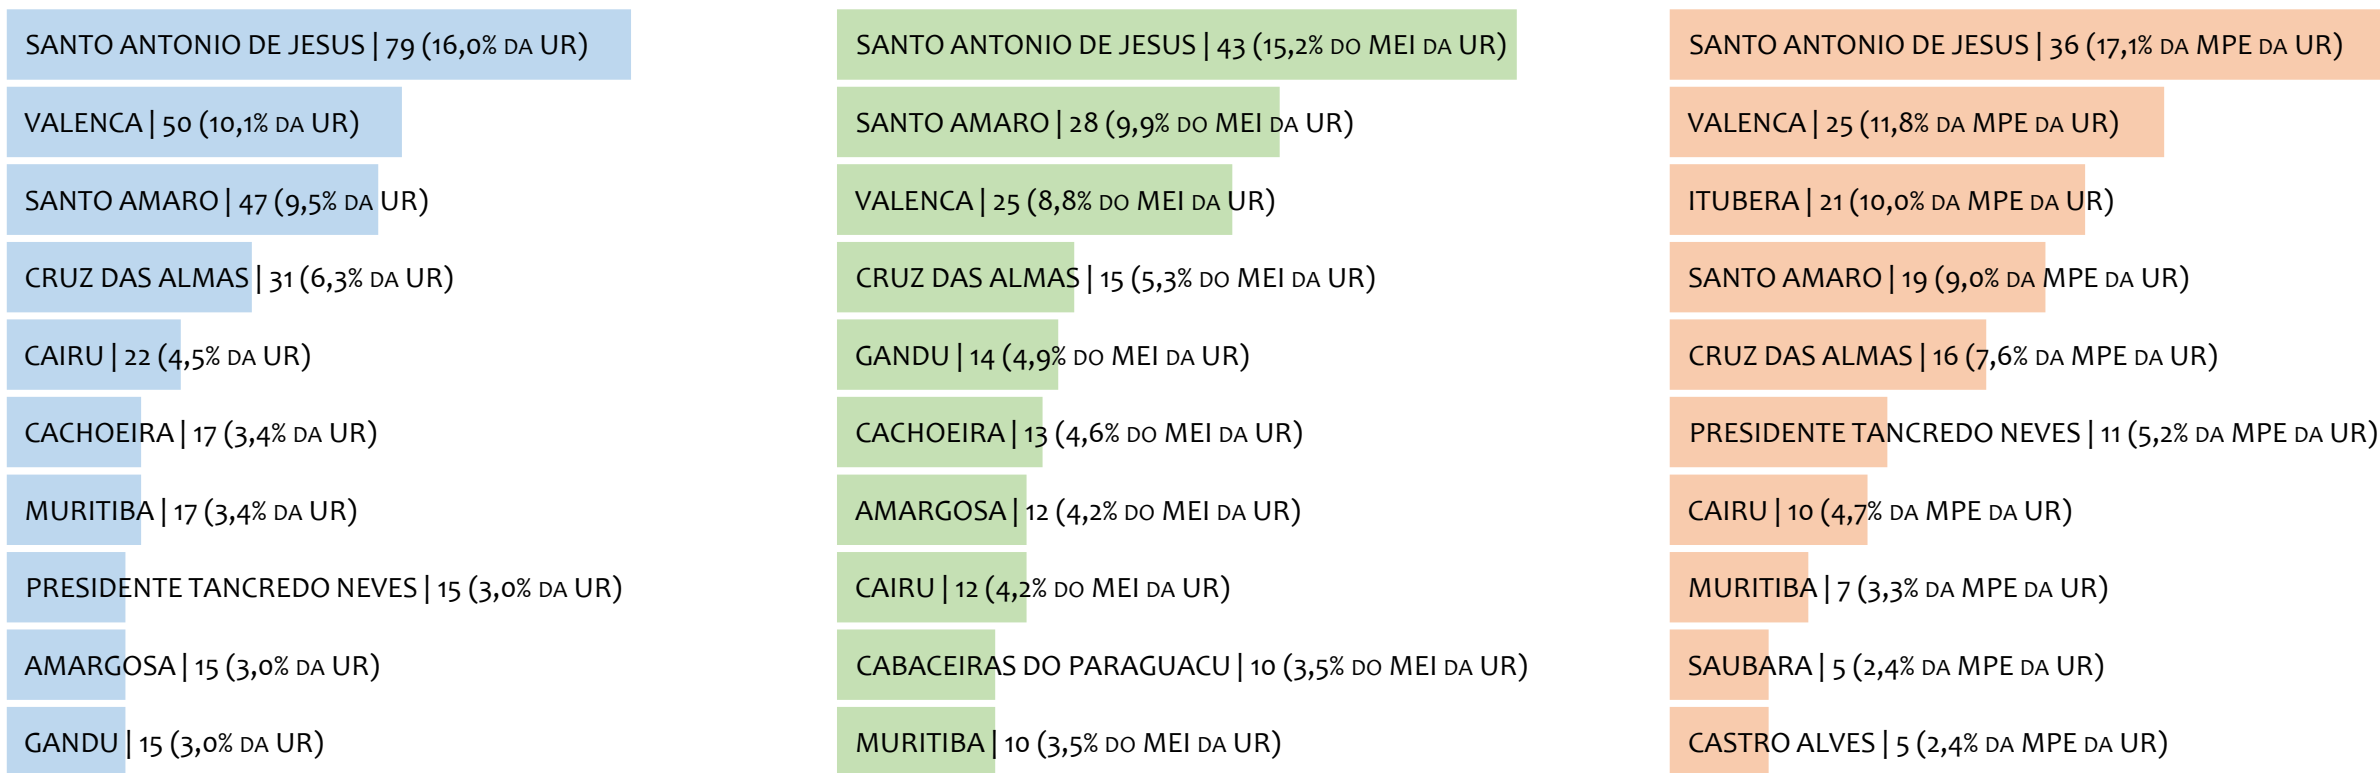 SANTO ANTONIO DE JESUS | 79 (16,0% DA UR)
VALENCA | 50 (10,1% DA UR)
SANTO AMARO | 47 (9,5% DA UR)
CRUZ DAS ALMAS | 31 (6,3% DA UR)
CAIRU | 22 (4,5% DA UR)
CACHOEIRA | 17 (3,4% DA UR)
MURITIBA | 17 (3,4% DA UR)
PRESIDENTE TANCREDO NEVES | 15 (3,0% DA UR)
AMARGOSA | 15 (3,0% DA UR)
GANDU | 15 (3,0% DA UR)
SANTO ANTONIO DE JESUS | 43 (15,2% DO MEI DA UR)
SANTO AMARO | 28 (9,9% DO MEI DA UR)
VALENCA | 25 (8,8% DO MEI DA UR)
CRUZ DAS ALMAS | 15 (5,3% DO MEI DA UR)
GANDU | 14 (4,9% DO MEI DA UR)
CACHOEIRA | 13 (4,6% DO MEI DA UR)
AMARGOSA | 12 (4,2% DO MEI DA UR)
CAIRU | 12 (4,2% DO MEI DA UR)
CABACEIRAS DO PARAGUACU | 10 (3,5% DO MEI DA UR)
MURITIBA | 10 (3,5% DO MEI DA UR)
SANTO ANTONIO DE JESUS | 36 (17,1% DA MPE DA UR)
VALENCA | 25 (11,8% DA MPE DA UR)
ITUBERA | 21 (10,0% DA MPE DA UR)
SANTO AMARO | 19 (9,0% DA MPE DA UR)
CRUZ DAS ALMAS | 16 (7,6% DA MPE DA UR)
PRESIDENTE TANCREDO NEVES | 11 (5,2% DA MPE DA UR)
CAIRU | 10 (4,7% DA MPE DA UR)
MURITIBA | 7 (3,3% DA MPE DA UR)
SAUBARA | 5 (2,4% DA MPE DA UR)
CASTRO ALVES | 5 (2,4% DA MPE DA UR)